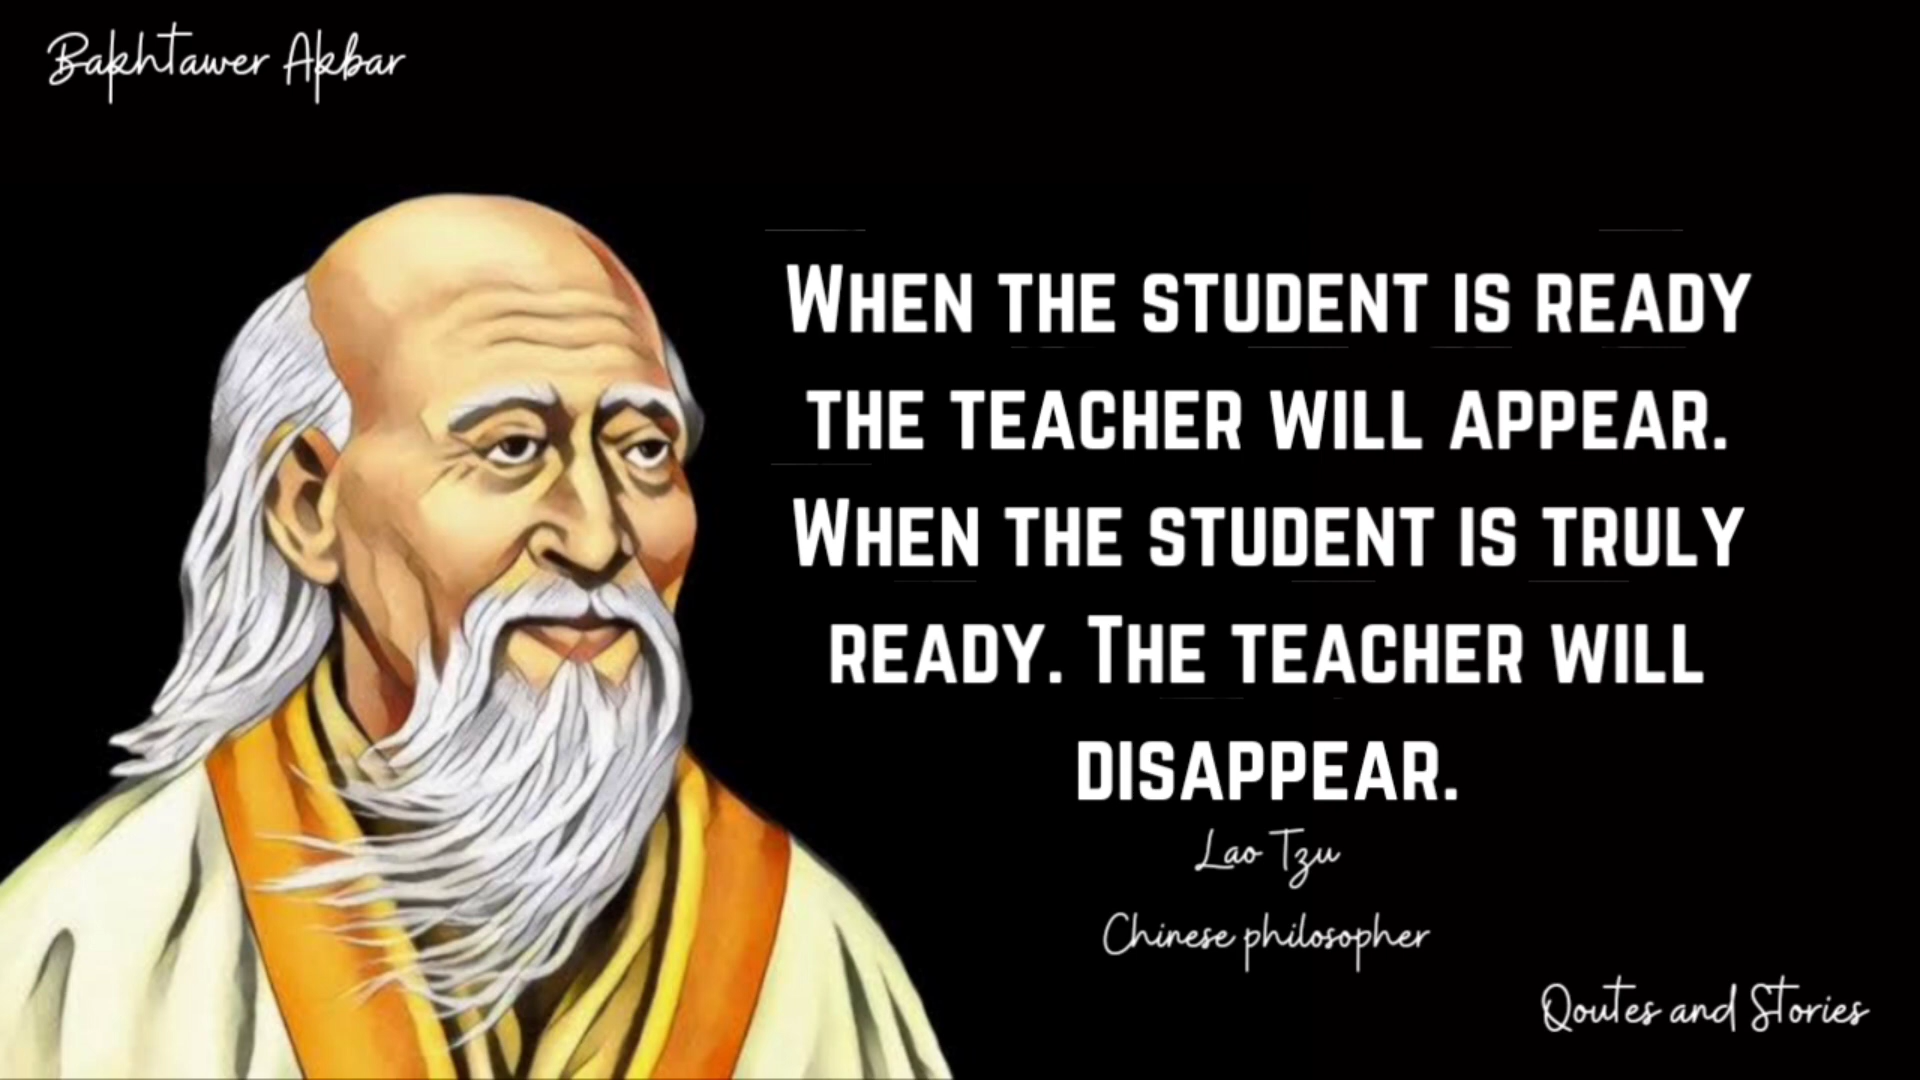 Bakhtawer Akbar
When the student is ready
the teacher will appear.
When the student is truly
ready. The teacher will
disappear.
Lao Tzu
Chinese philosopher
Qoutes and Stories